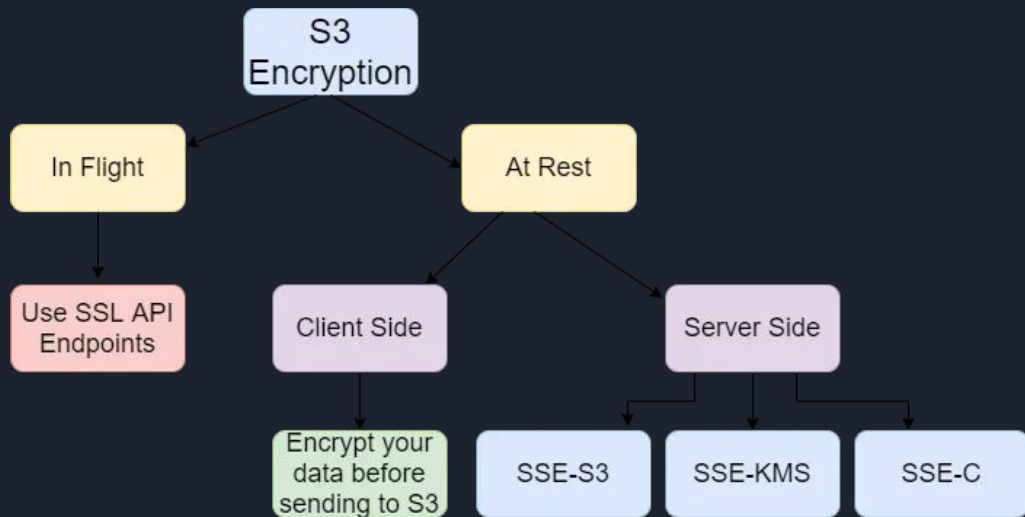 S3
Encryption
In Flight
At Rest
Use SSL API
Endpoints
Client Side
Server Side
Encrypt your
data before
sending to S3
SSE-S3
SSE-KMS
SSE-C